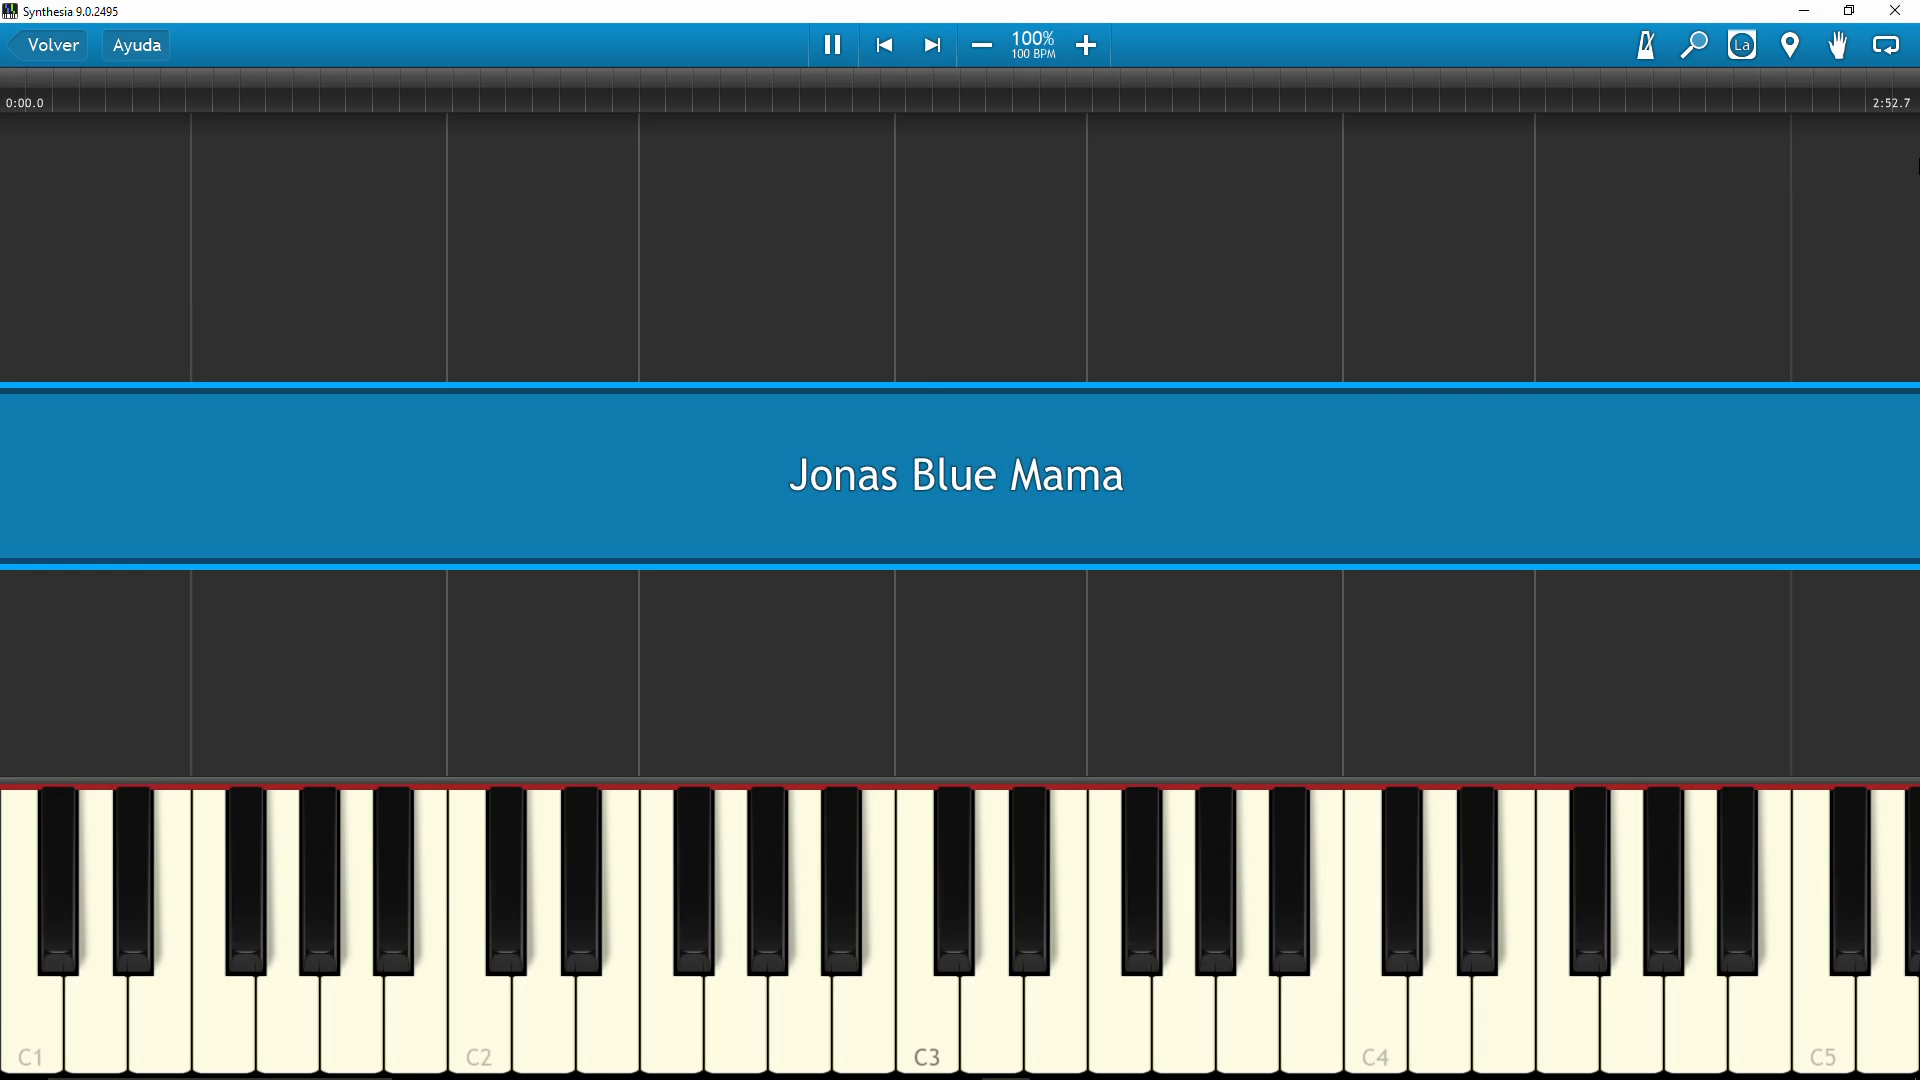 Synthesia 9.0.2495
Volver
Ayuda
100%
100 BPM
La
0:00.0
2:52.7
Jonas Blue Mama
C1
C2
C3
C4
C5